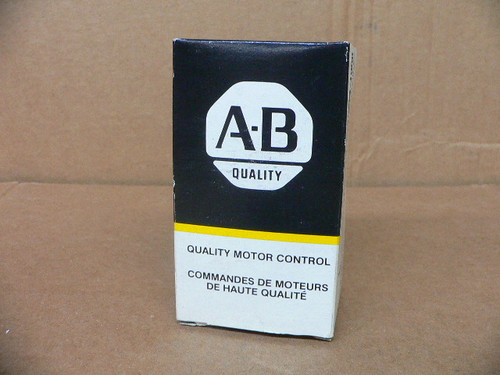 A-B
QUALITY
QUALITY MOTOR CONTROL
COMMANDES DE MOTEURS
DE HAUTE QUALITÉ